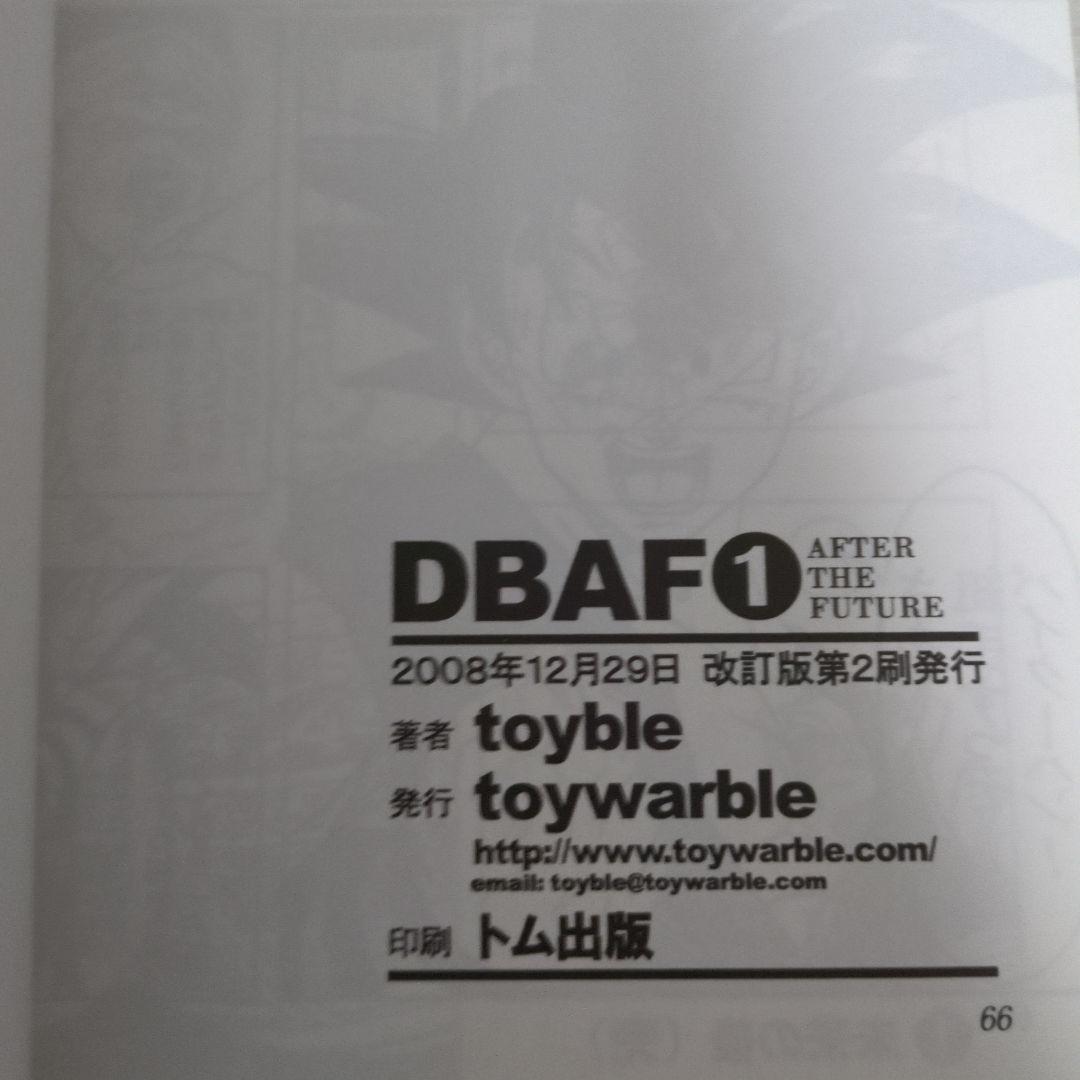 DBAF1 AFTER THE FUTURE
2008年12月29日 改訂版第2刷発行
著者 toyble
発行 toywarble
http://www.toywarble.com/
email: toyble@toywarble.com
印刷 トム出版
66